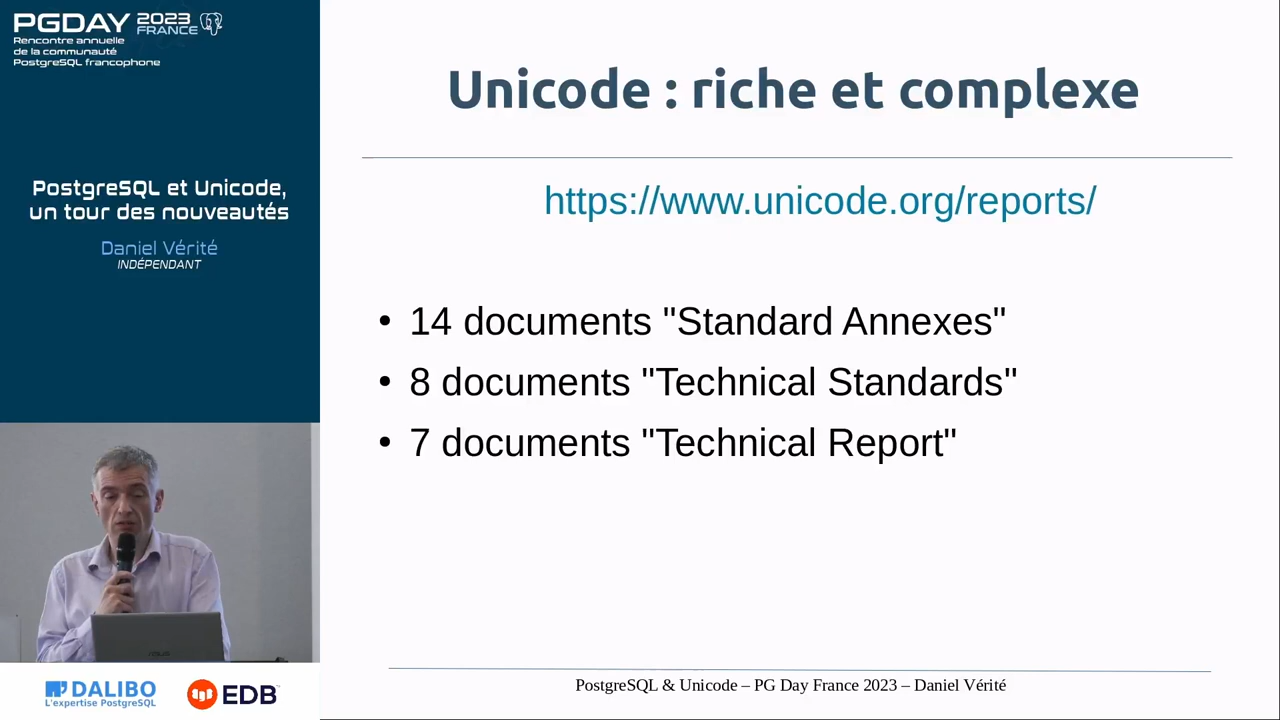 PGDAY 2023 FRANCE
Rencontre annuelle
de la communauté
PostgreSQL francophone
PostgreSQL et Unicode,
un tour des nouveautés
Daniel Vérité
INDÉPENDANT
DALIBO
L'expertise PostgreSQL
EDB
Unicode : riche et complexe
https://www.unicode.org/reports/
• 14 documents "Standard Annexes"
• 8 documents "Technical Standards"
• 7 documents "Technical Report"
PostgreSQL & Unicode – PG Day France 2023 – Daniel Vérité